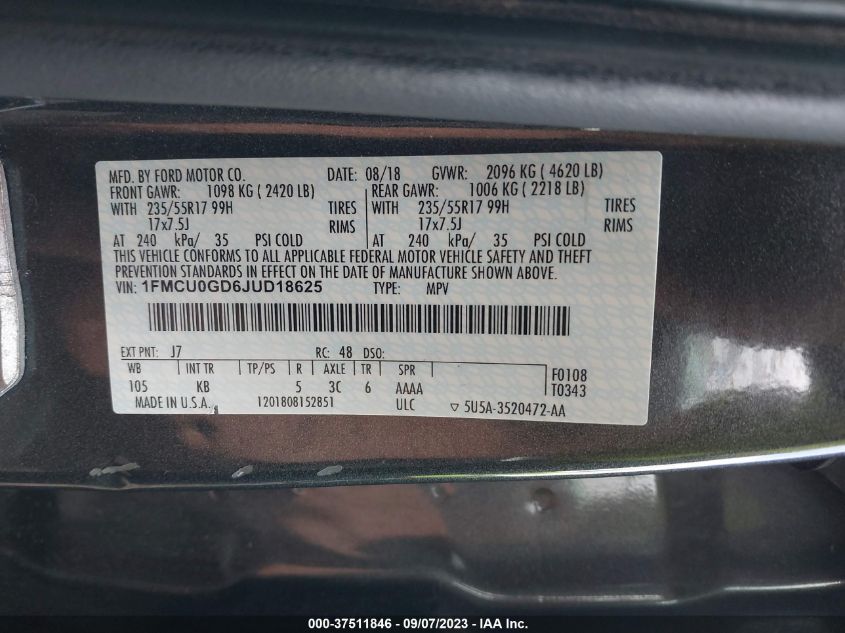 MFD. BY FORD MOTOR CO. DATE: 08/18 GVWR: 2096 KG ( 4620 LB)
FRONT GAWR: 1098 KG ( 2420 LB) REAR GAWR: 1006 KG ( 2218 LB)
WITH 235/55R17 99H TIRES WITH 235/55R17 99H TIRES
17x7.5J RIMS 17x7.5J RIMS
AT 240 kPa/ 35 PSI COLD AT 240 kPa/ 35 PSI COLD
THIS VEHICLE CONFORMS TO ALL APPLICABLE FEDERAL MOTOR VEHICLE SAFETY AND THEFT
PREVENTION STANDARDS IN EFFECT ON THE DATE OF MANUFACTURE SHOWN ABOVE.
VIN: 1FMCU0GD6JUD18625 TYPE: MPV
EXT PNT: J7 RC: 48 DSO:
WB INT TR TP/PS R AXLE TR SPR F0108
105 KB 5 3C 6 AAAA T0343
MADE IN U.S.A. 1201808152851 ULC ▽ 5U5A-3520472-AA
000-37511846 - 09/07/2023 - Copyright © 2023 IAA, Inc.